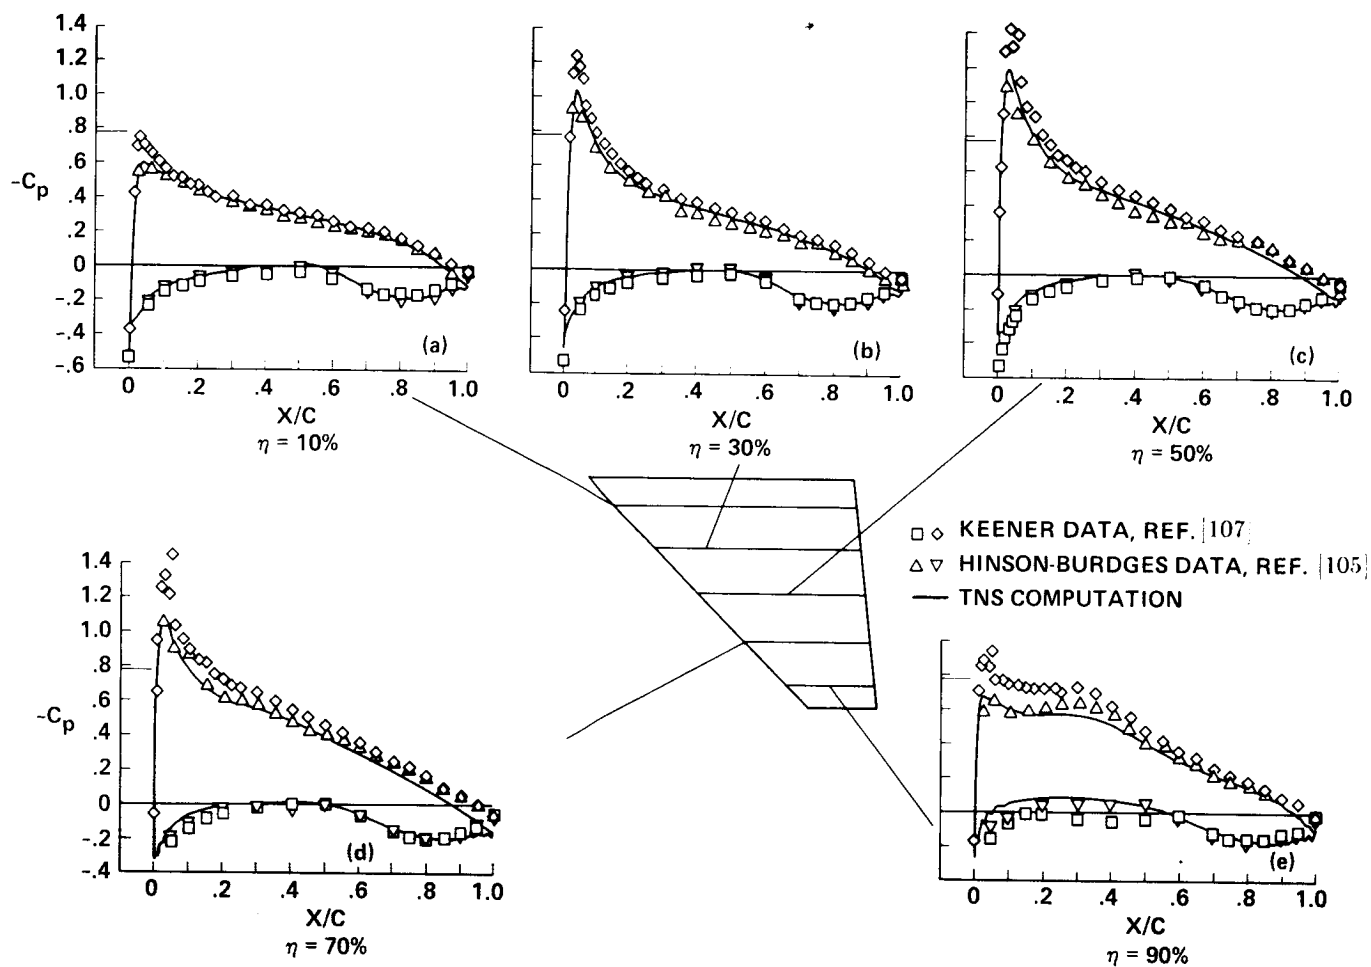 1.4
1.2
1.0
.8
.6
-Cp
.4
.2
0
-.2
-.4
-.6
(a)
0 .2 .4 .6 .8 1.0
X/C
η = 10%
(b)
0 .2 .4 .6 .8 1.0
X/C
η = 30%
(c)
0 .2 .4 .6 .8 1.0
X/C
η = 50%
KEENER DATA, REF. [107]
HINSON-BURDGES DATA, REF. [105]
TNS COMPUTATION
1.4
1.2
1.0
.8
.6
-Cp
.4
.2
0
-.2
-.4
(d)
0 .2 .4 .6 .8 1.0
X/C
η = 70%
(e)
0 .2 .4 .6 .8 1.0
X/C
η = 90%